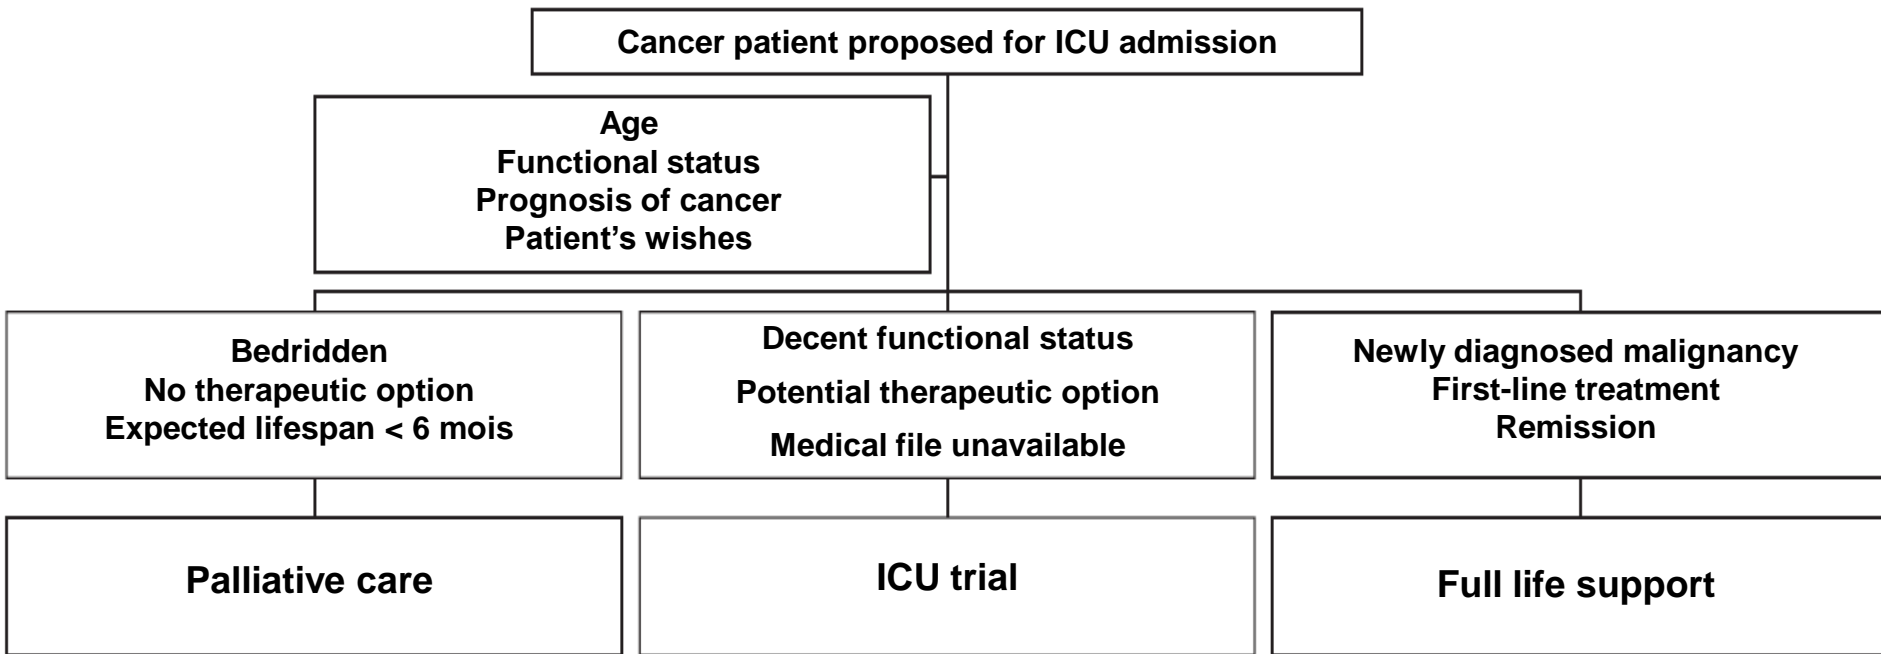 Cancer patient proposed for ICU admission
Age
Functional status
Prognosis of cancer
Patient’s wishes
Bedridden
No therapeutic option
Expected lifespan < 6 mois
Decent functional status
Potential therapeutic option
Medical file unavailable
Newly diagnosed malignancy
First-line treatment
Remission
Palliative care
ICU trial
Full life support